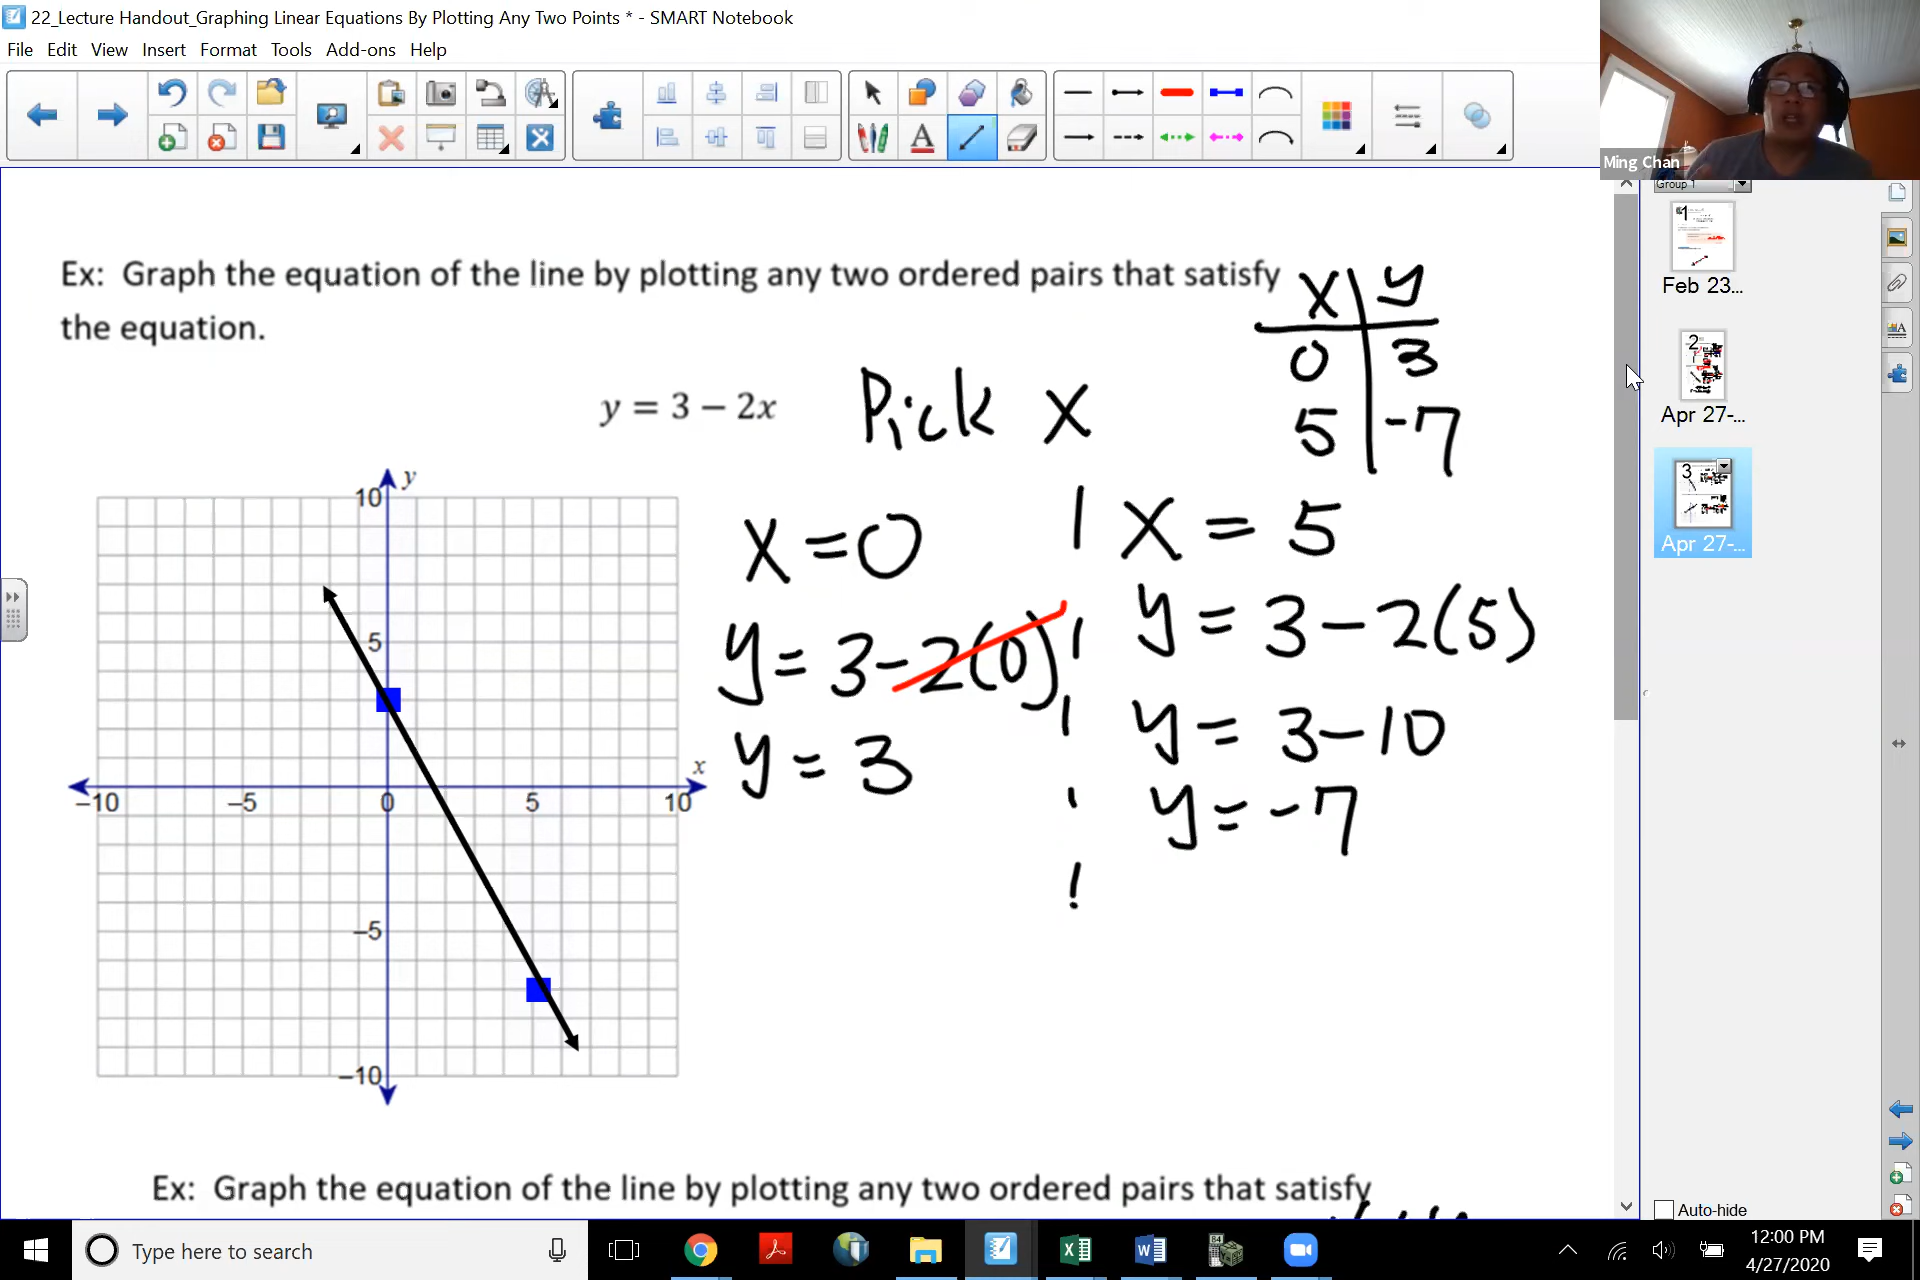 22_Lecture Handout_Graphing Linear Equations By Plotting Any Two Points * - SMART Notebook
File Edit View Insert Format Tools Add-ons Help
Ming Chan
Group 1
Feb 23...
Apr 27-...
Apr 27-...
Ex: Graph the equation of the line by plotting any two ordered pairs that satisfy
the equation.
x y
0 3
5 -7
y = 3 − 2x
Pick x
x = 0
y = 3 - 2(0)
y = 3
x = 5
y = 3 - 2(5)
y = 3 - 10
y = -7
y
10
5
x
–10 –5 0 5 10
–5
–10
Ex: Graph the equation of the line by plotting any two ordered pairs that satisfy
Auto-hide
Type here to search
12:00 PM
4/27/2020